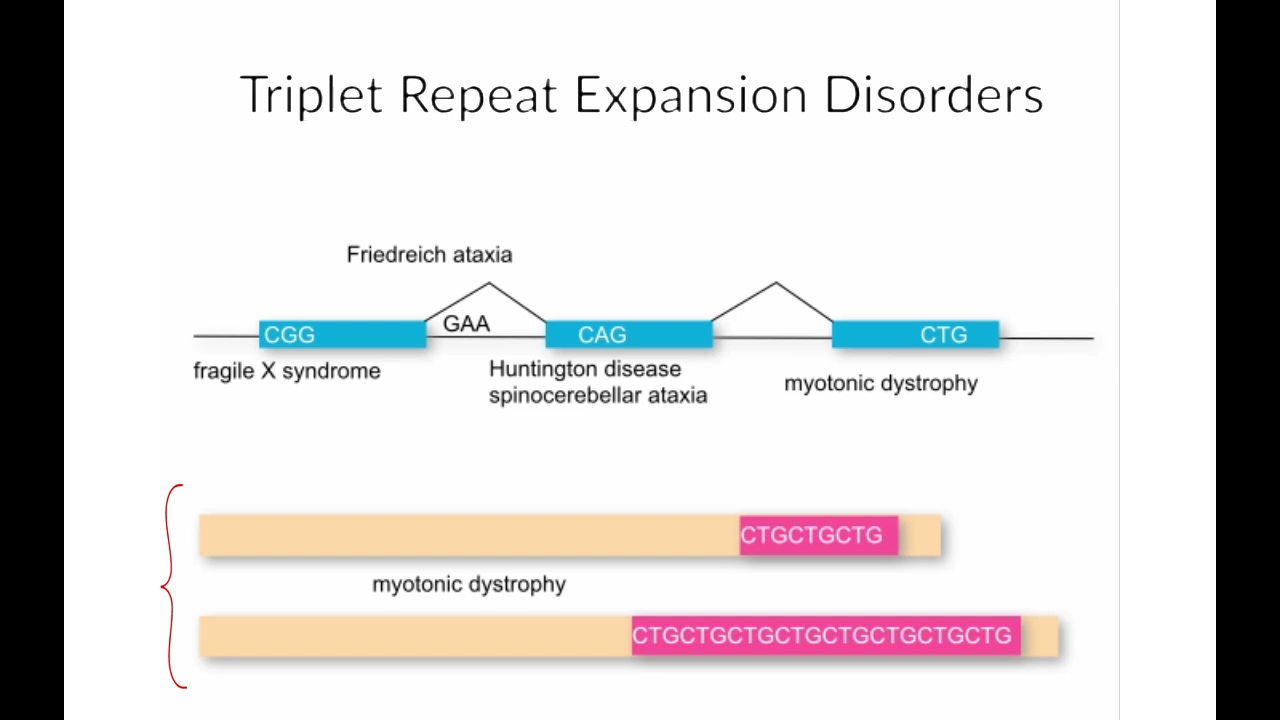 Triplet Repeat Expansion Disorders
Friedreich ataxia
CGG
GAA
CAG
CTG
fragile X syndrome
Huntington disease
spinocerebellar ataxia
myotonic dystrophy
CTGCTGCTG
myotonic dystrophy
CTGCTGCTGCTGCTGCTGCTGCTG